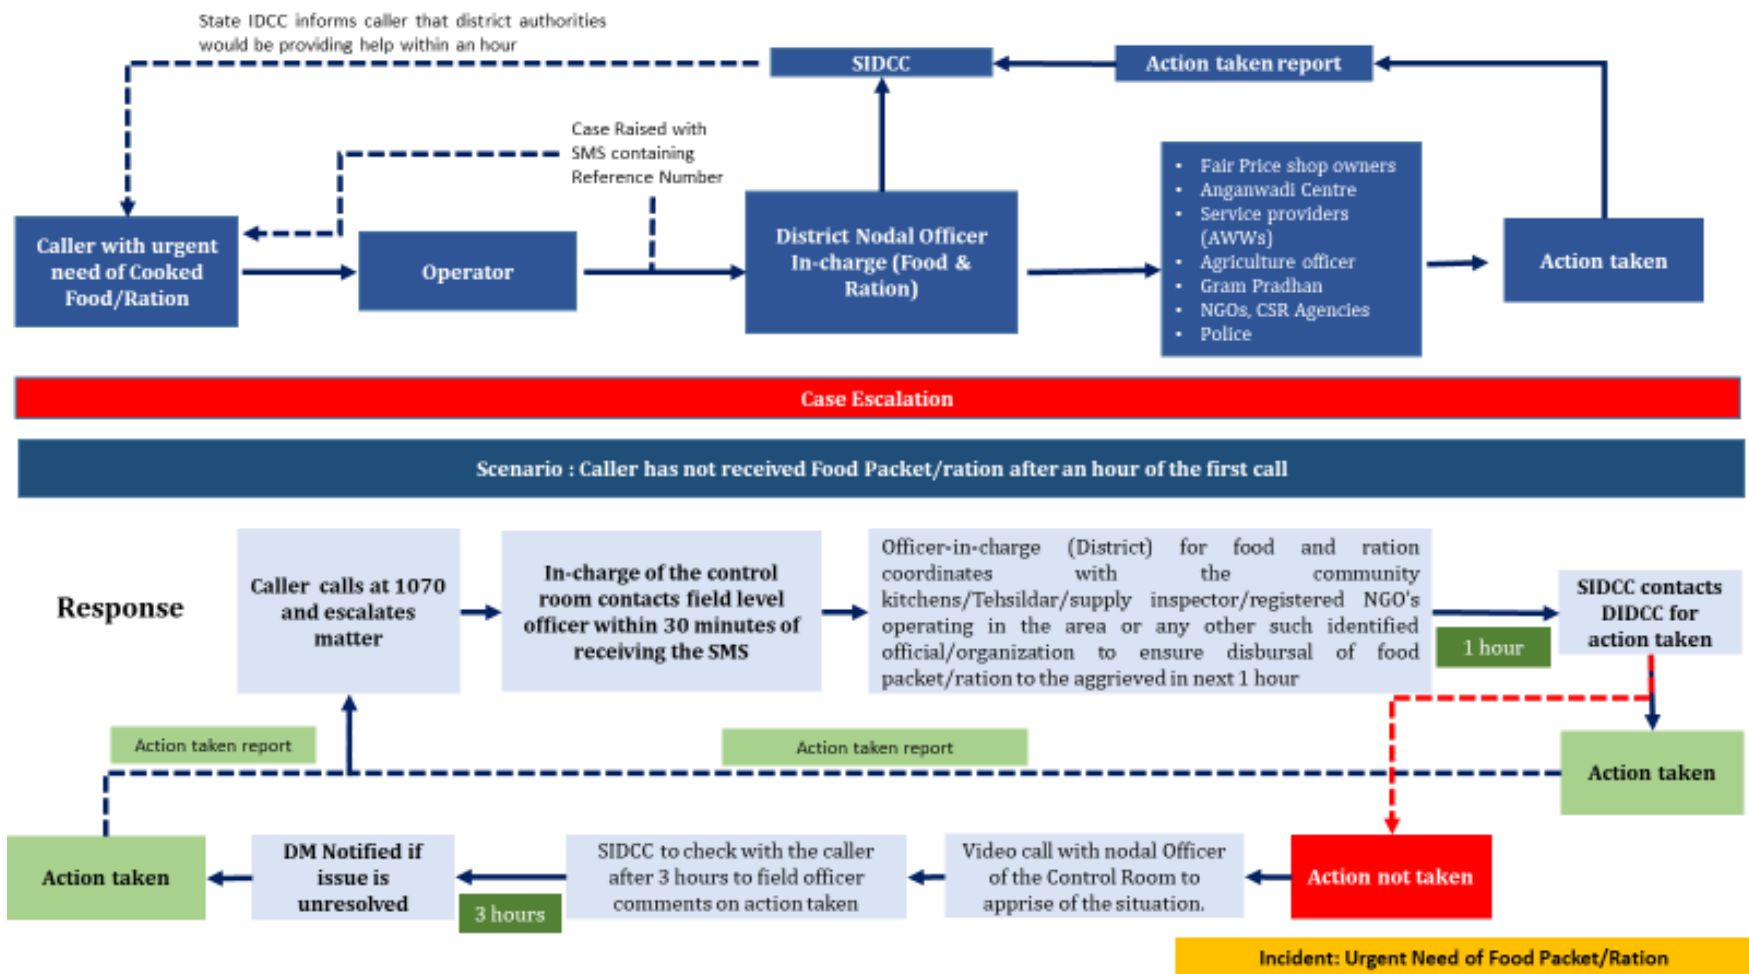 State IDCC informs caller that district authorities
would be providing help within an hour
SIDCC
Action taken report
Case Raised with
SMS containing
Reference Number
Caller with urgent
need of Cooked
Food/Ration
Operator
District Nodal Officer
In-charge (Food &
Ration)
• Fair Price shop owners
• Anganwadi Centre
• Service providers
(AWWs)
• Agriculture officer
• Gram Pradhan
• NGOs, CSR Agencies
• Police
Action taken
Case Escalation
Scenario : Caller has not received Food Packet/ration after an hour of the first call
Response
Caller calls at 1070
and escalates
matter
In-charge of the control
room contacts field level
officer within 30 minutes of
receiving the SMS
Officer-in-charge (District) for food and ration
coordinates with the community
kitchens/Tehsildar/supply inspector/registered NGO's
operating in the area or any other such identified
official/organization to ensure disbursal of food
packet/ration to the aggrieved in next 1 hour
1 hour
SIDCC contacts
DIDCC for
action taken
Action taken report
Action taken report
Action taken
Action taken
DM Notified if
issue is
unresolved
3 hours
SIDCC to check with the caller
after 3 hours to field officer
comments on action taken
Video call with nodal Officer
of the Control Room to
apprise of the situation.
Action not taken
Incident: Urgent Need of Food Packet/Ration